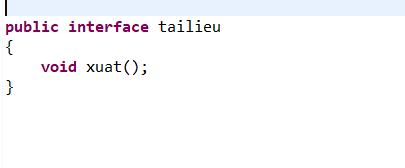 public interface tailieu
{
    void xuat();
}